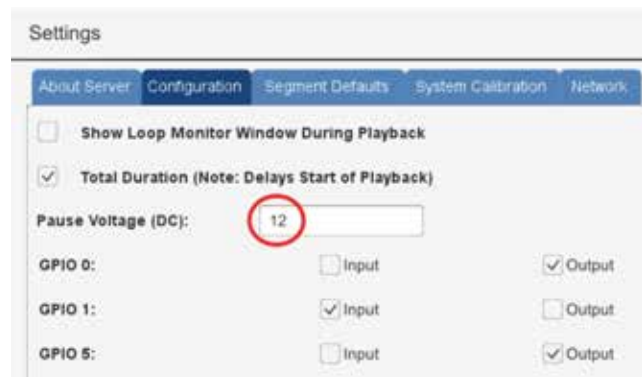 Settings
About Server Configuration Segment Defaults System Calibration Network
Show Loop Monitor Window During Playback
Total Duration (Note: Delays Start of Playback)
Pause Voltage (DC): 12
GPIO 0: Input Output
GPIO 1: Input Output
GPIO 5: Input Output